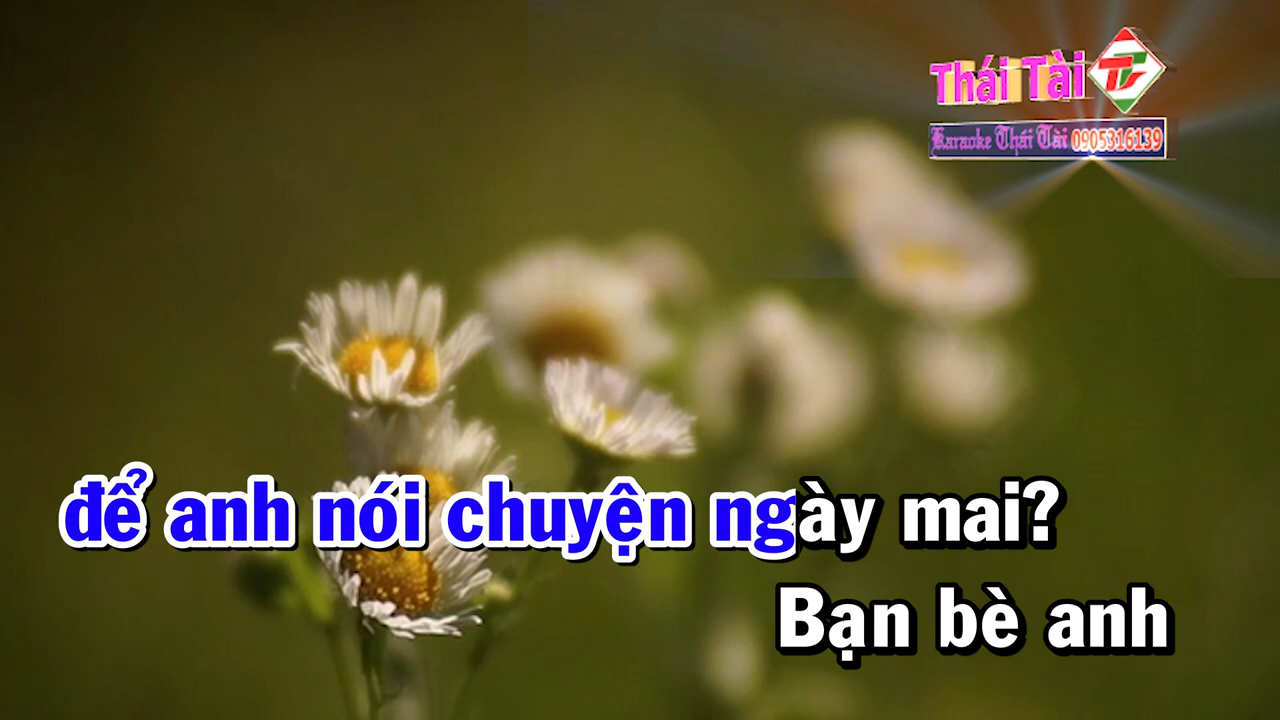 Thái Tài
Karaoke Thái Tài 0905316139
để anh nói chuyện ngày mai?
Bạn bè anh